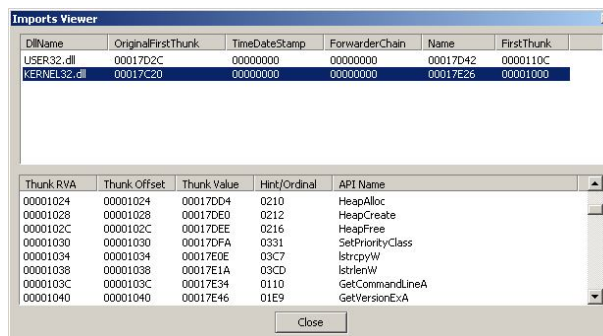 Imports Viewer
DllName OriginalFirstThunk TimeDateStamp ForwarderChain Name FirstThunk
USER32.dll 00017D2C 00000000 00000000 00017D42 0000110C
KERNEL32.dll 00017C20 00000000 00000000 00017E26 00001000
Thunk RVA Thunk Offset Thunk Value Hint/Ordinal API Name
00001024 00001024 00017DD4 0210 HeapAlloc
00001028 00001028 00017DE0 0212 HeapCreate
0000102C 0000102C 00017DEE 0216 HeapFree
00001030 00001030 00017DFA 0331 SetPriorityClass
00001034 00001034 00017E0E 03C7 lstrcpyW
00001038 00001038 00017E1A 03CD lstrlenW
0000103C 0000103C 00017E34 0110 GetCommandLineA
00001040 00001040 00017E46 01E9 GetVersionExA
Close